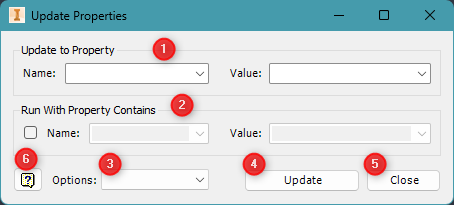 Update Properties
Update to Property 1
Name: Value:
Run With Property Contains 2
Name: Value:
6 3 4 5
? Options: Update Close